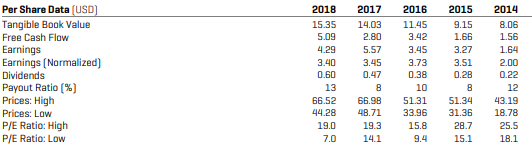 Per Share Data (USD) 2018 2017 2016 2015 2014
Tangible Book Value 15.35 14.03 11.45 9.15 8.06
Free Cash Flow 5.09 2.80 3.42 1.66 1.56
Earnings 4.29 5.57 3.45 3.27 1.64
Earnings (Normalized) 3.40 3.45 3.73 3.51 2.00
Dividends 0.60 0.47 0.38 0.28 0.22
Payout Ratio (%) 13 8 10 8 12
Prices: High 66.52 66.98 51.31 51.34 43.19
Prices: Low 44.28 48.71 33.96 31.36 18.78
P/E Ratio: High 19.0 19.3 15.8 28.7 25.5
P/E Ratio: Low 7.0 14.1 9.4 15.1 18.1